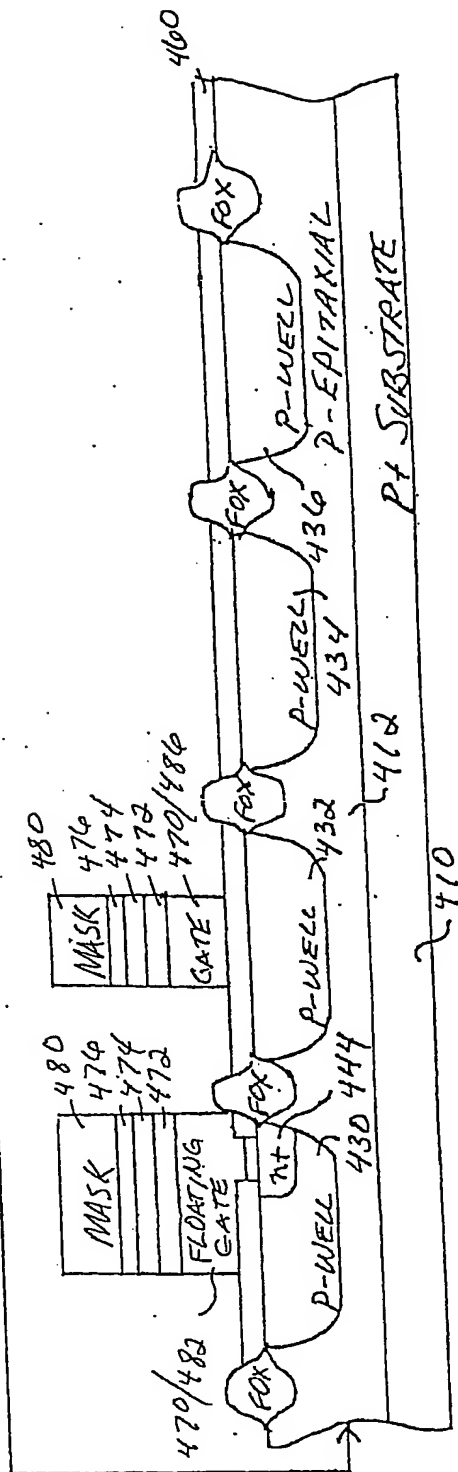 480
MASK
476
474
472
FLOATING
GATE
470/482
480
MASK
476
474
472
GATE
470/486
460
FOX
FOX
FOX
FOX
FOX
n+
P-WELL
P-WELL
P-WELL
P-WELL
444
430
432
434
436
P-EPITAXIAL
412
P+ SUBSTRATE
410